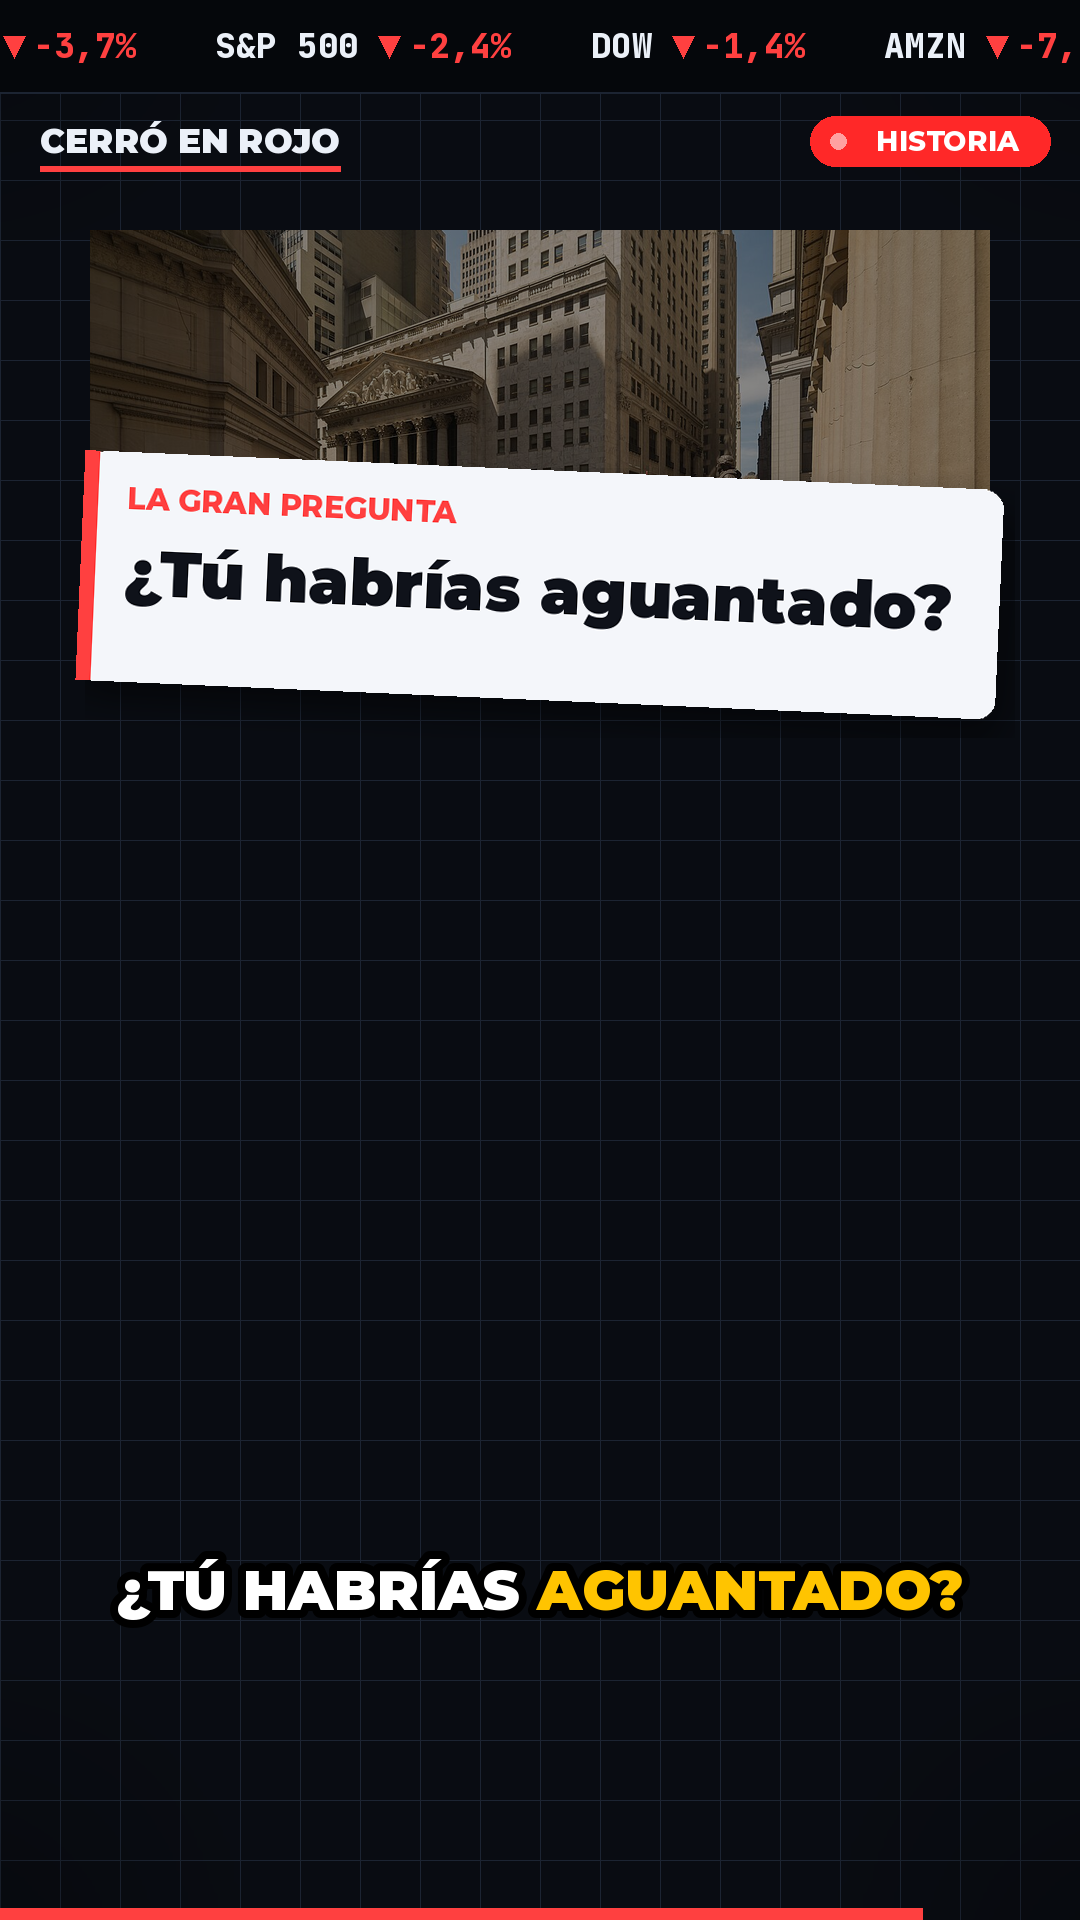 ▼ -3,7% S&P 500 ▼ -2,4% DOW ▼ -1,4% AMZN ▼ -7,
CERRÓ EN ROJO
HISTORIA
LA GRAN PREGUNTA
¿Tú habrías aguantado?
¿TÚ HABRÍAS AGUANTADO?